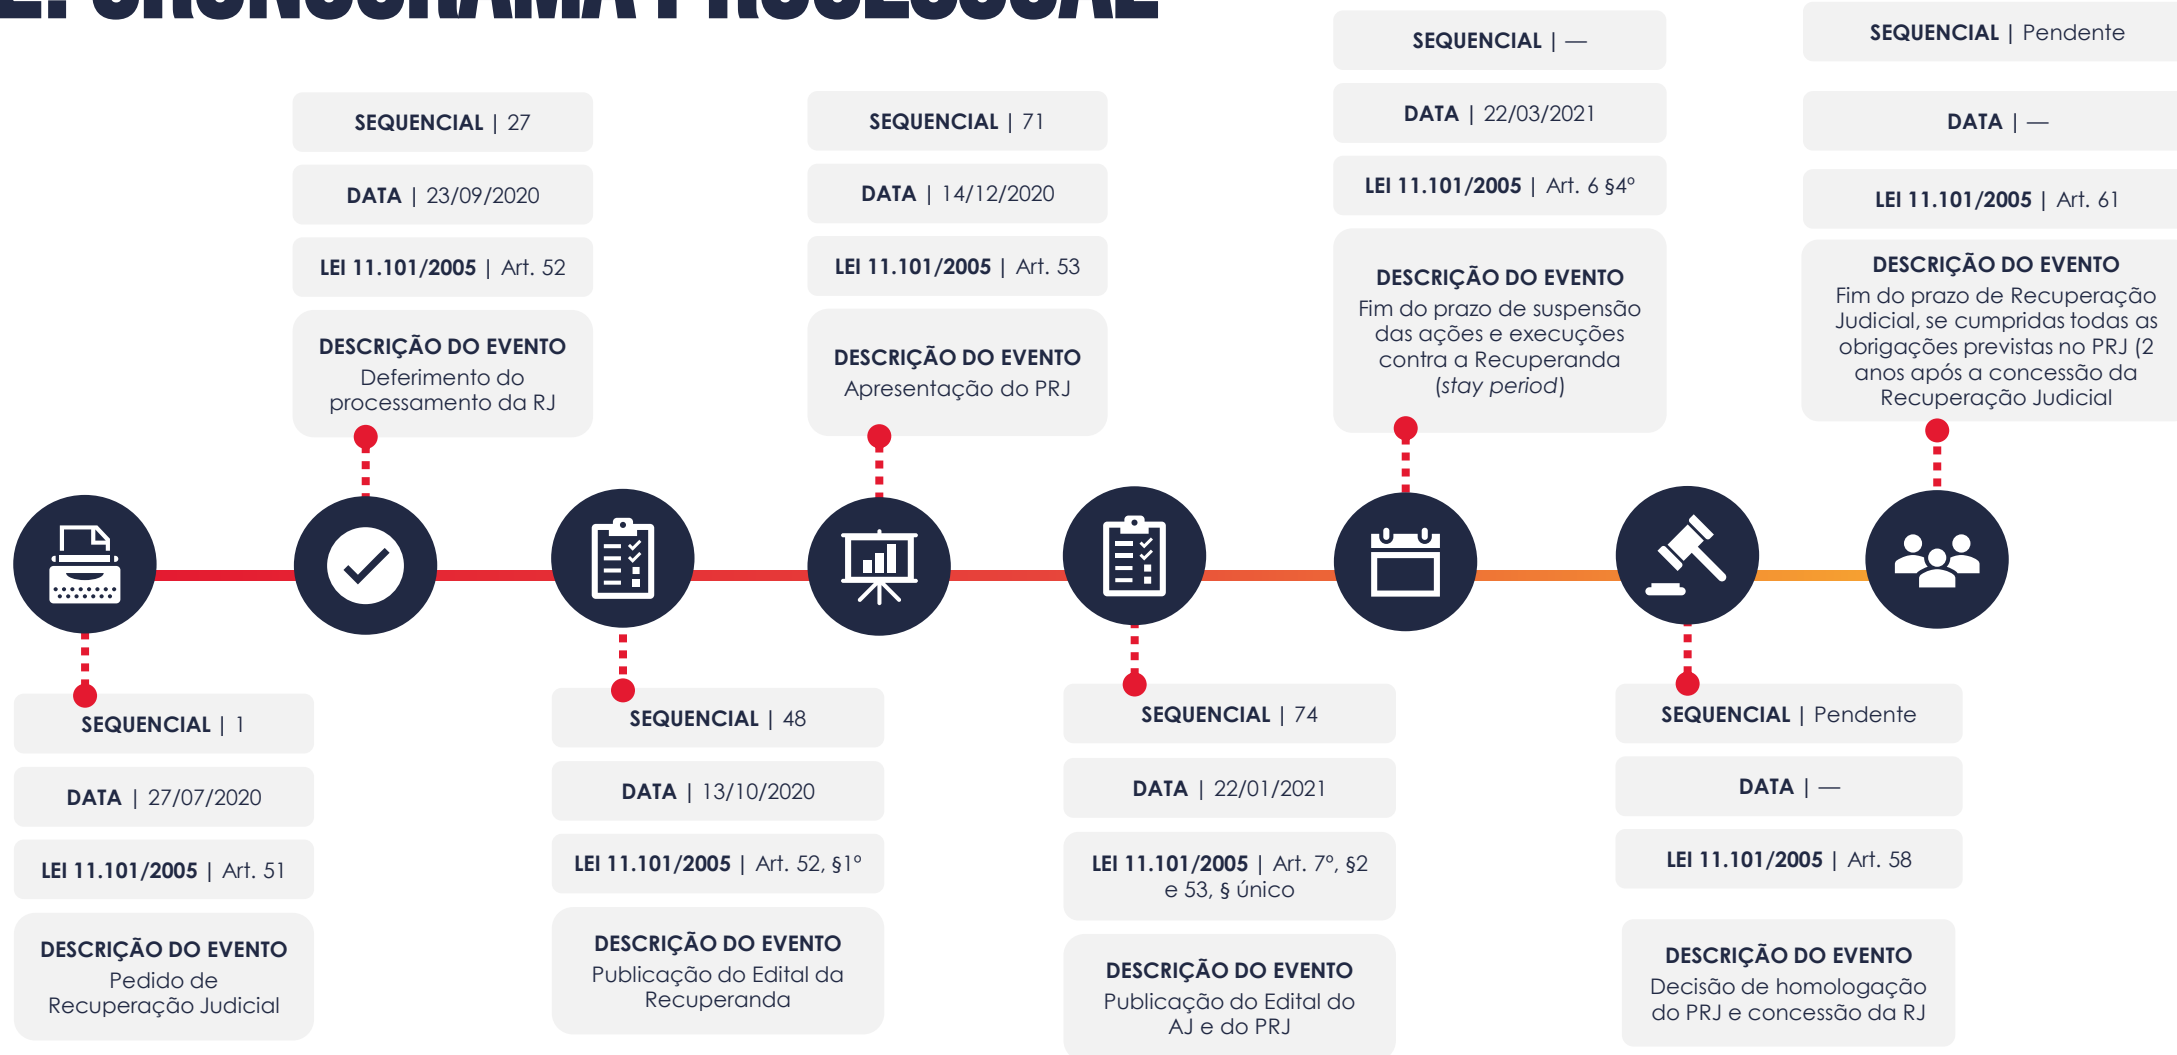 2. CRONOGRAMA PROCESSUAL
SEQUENCIAL | 27
DATA | 23/09/2020
LEI 11.101/2005 | Art. 52
DESCRIÇÃO DO EVENTO
Deferimento do
processamento da RJ
SEQUENCIAL | 71
DATA | 14/12/2020
LEI 11.101/2005 | Art. 53
DESCRIÇÃO DO EVENTO
Apresentação do PRJ
SEQUENCIAL | —
DATA | 22/03/2021
LEI 11.101/2005 | Art. 6 §4º
DESCRIÇÃO DO EVENTO
Fim do prazo de suspensão
das ações e execuções
contra a Recuperanda
(stay period)
SEQUENCIAL | Pendente
DATA | —
LEI 11.101/2005 | Art. 61
DESCRIÇÃO DO EVENTO
Fim do prazo de Recuperação
Judicial, se cumpridas todas as
obrigações previstas no PRJ (2
anos após a concessão da
Recuperação Judicial
SEQUENCIAL | 1
DATA | 27/07/2020
LEI 11.101/2005 | Art. 51
DESCRIÇÃO DO EVENTO
Pedido de
Recuperação Judicial
SEQUENCIAL | 48
DATA | 13/10/2020
LEI 11.101/2005 | Art. 52, §1º
DESCRIÇÃO DO EVENTO
Publicação do Edital da
Recuperanda
SEQUENCIAL | 74
DATA | 22/01/2021
LEI 11.101/2005 | Art. 7º, §2
e 53, § único
DESCRIÇÃO DO EVENTO
Publicação do Edital do
AJ e do PRJ
SEQUENCIAL | Pendente
DATA | —
LEI 11.101/2005 | Art. 58
DESCRIÇÃO DO EVENTO
Decisão de homologação
do PRJ e concessão da RJ